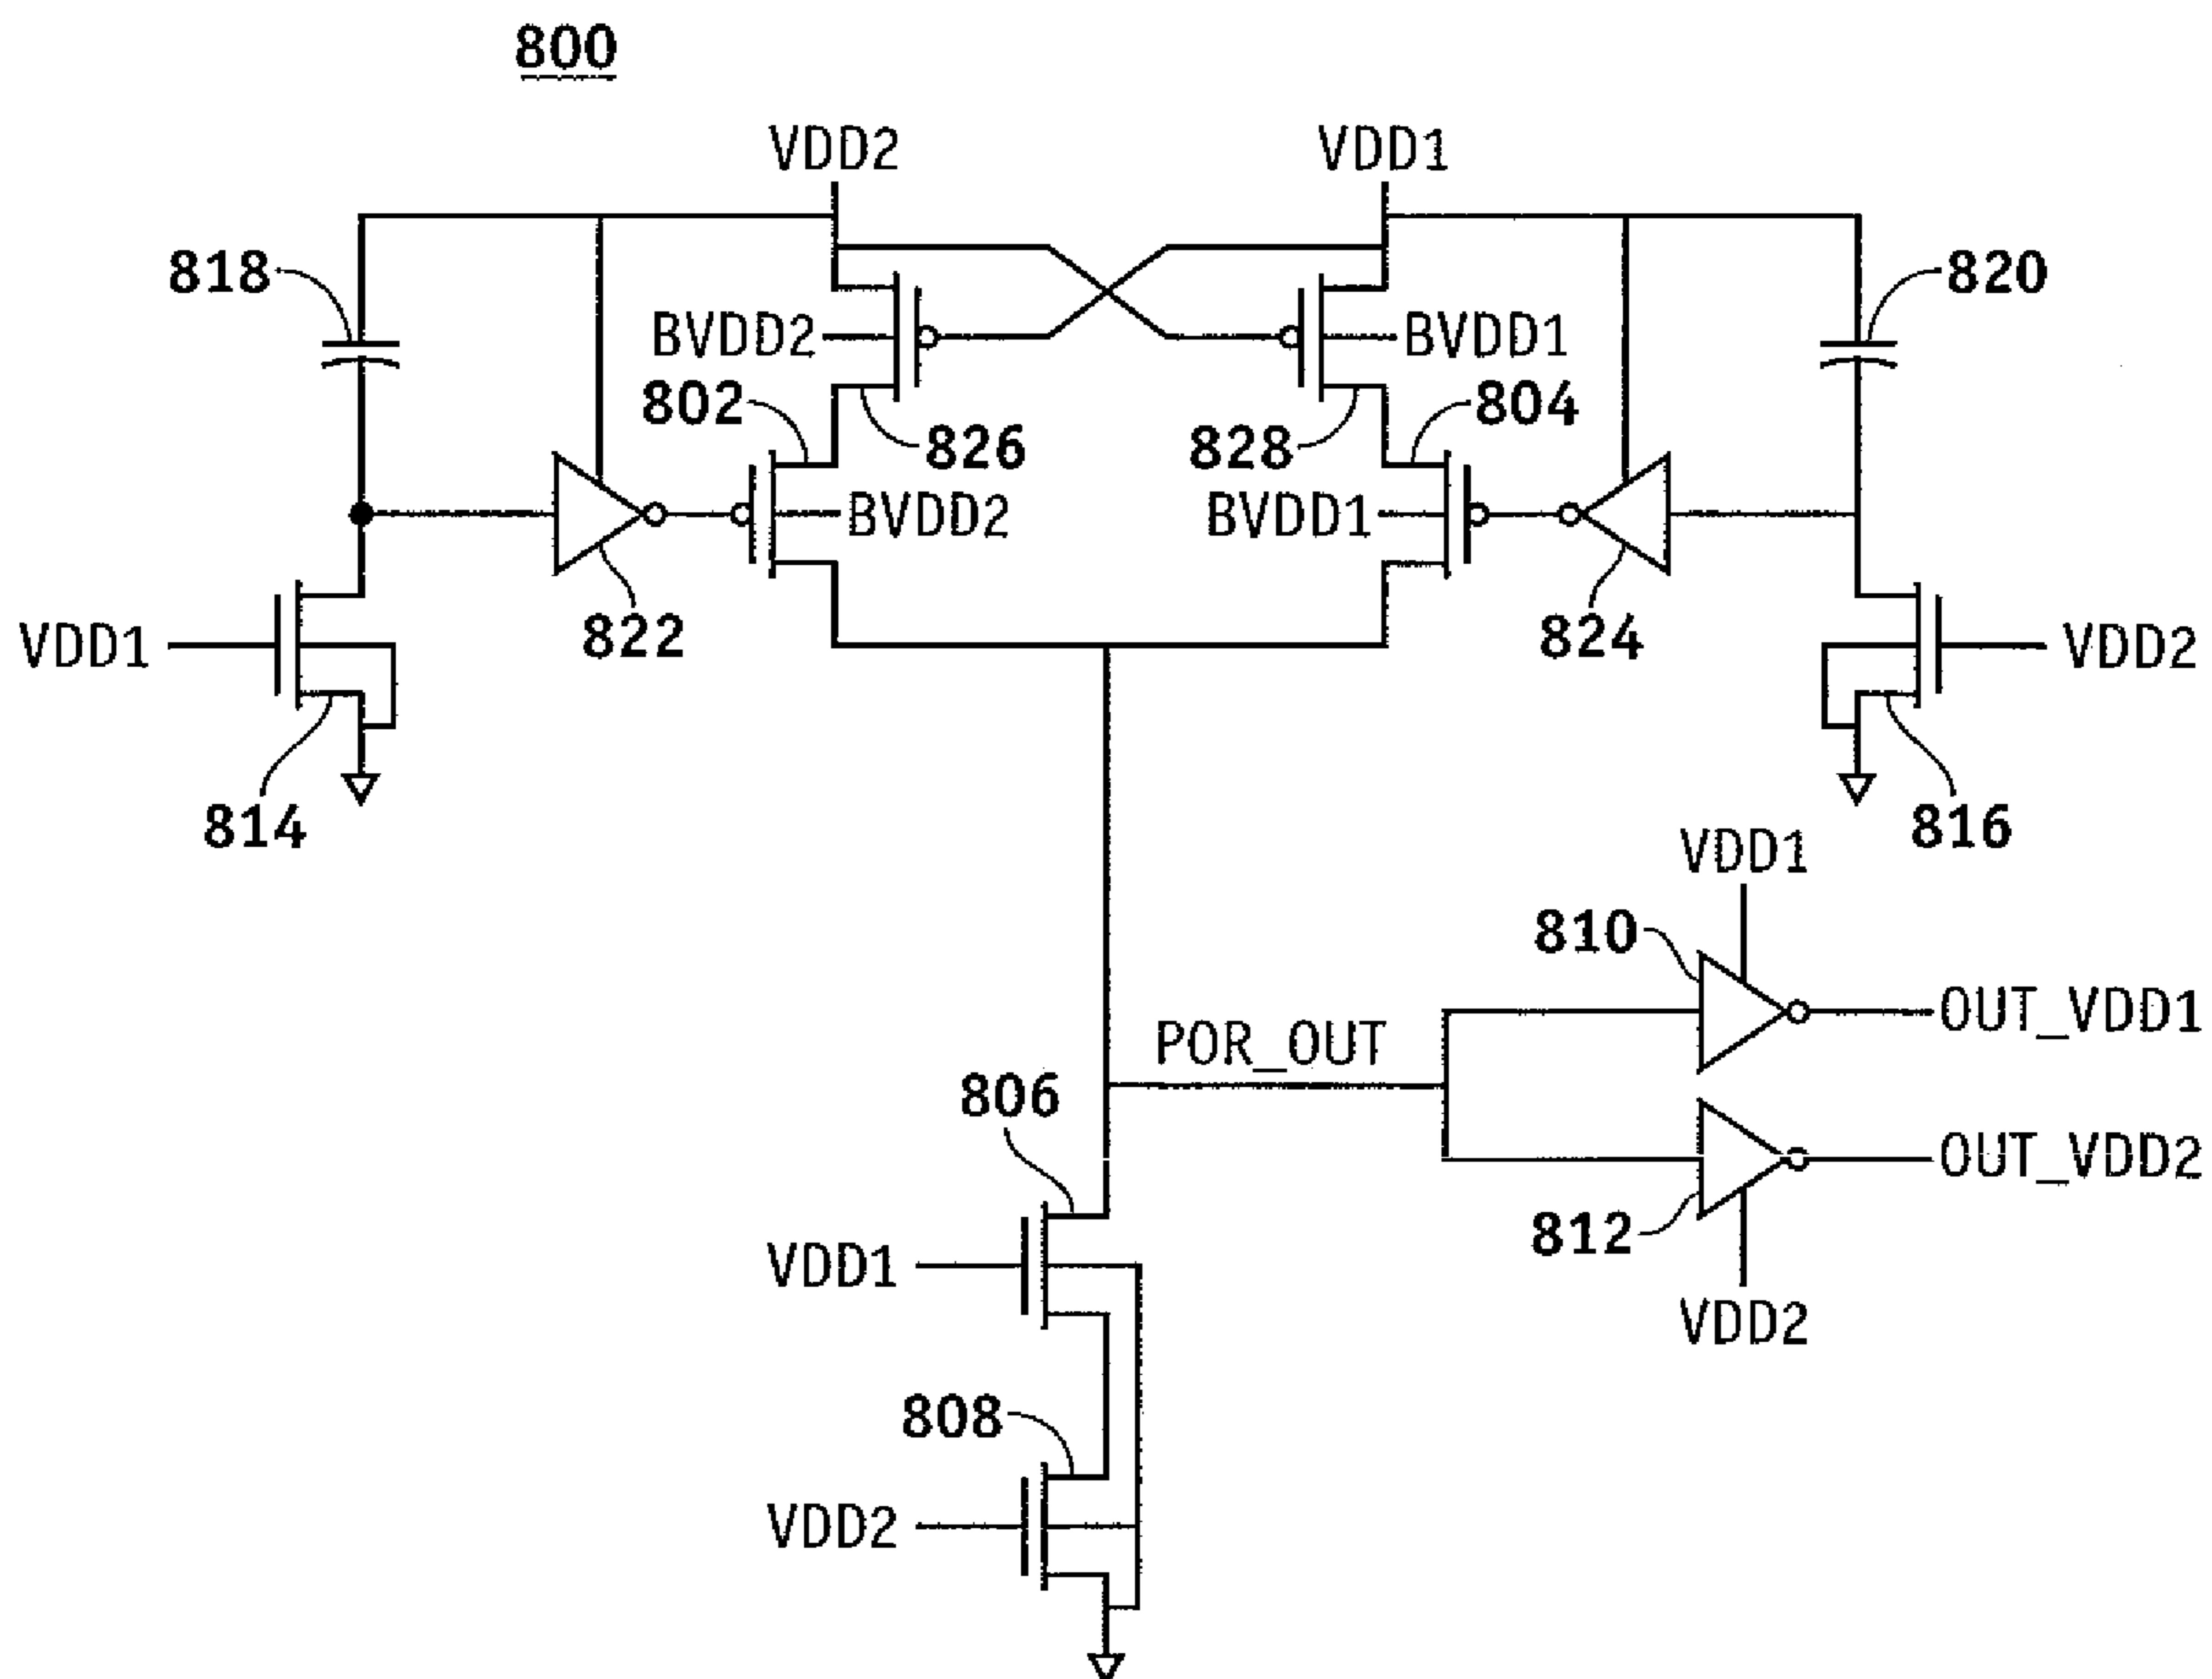 800
VDD2
VDD1
818
820
BVDD2
BVDD1
802
804
826
828
BVDD2
BVDD1
VDD1
822
824
VDD2
814
816
VDD1
810
OUT_VDD1
POR_OUT
806
OUT_VDD2
812
VDD1
VDD2
808
VDD2